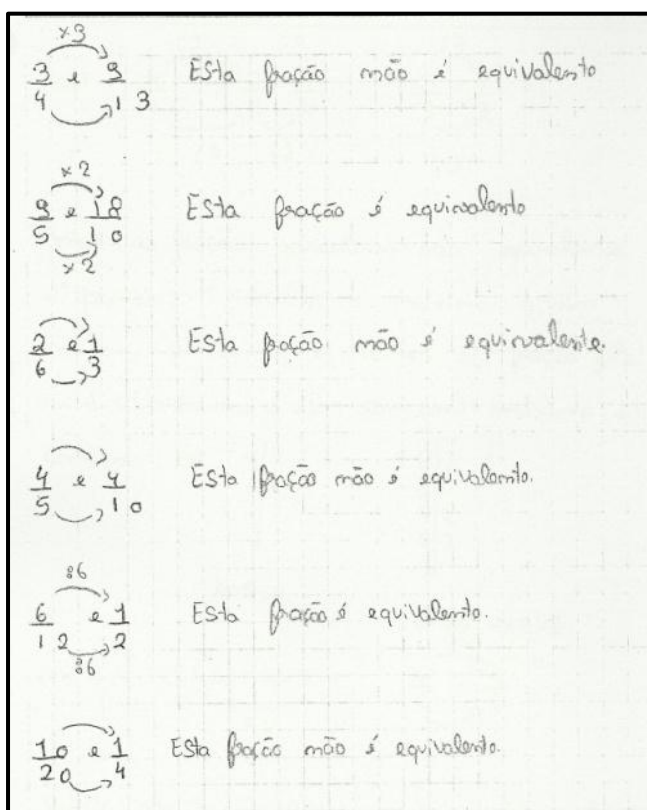 ×3
3/4 e 9/13 Esta fração não é equivalente
×2
9/5 e 18/10 Esta fração é equivalente
×2
2/6 e 1/3 Esta fração não é equivalente.
4/5 e 4/10 Esta fração não é equivalente.
:6
6/12 e 1/2 Esta fração é equivalente.
:6
10/20 e 1/4 Esta fração não é equivalente.